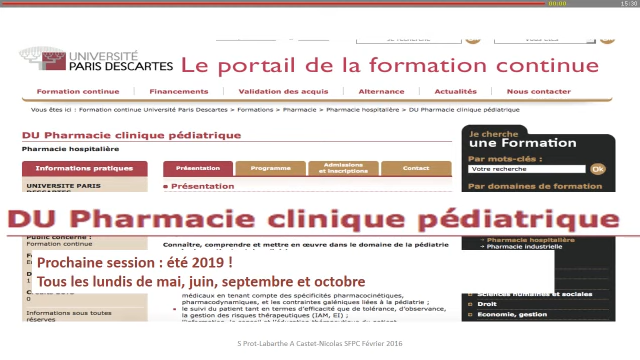 15:30
UNIVERSITÉ
PARIS DESCARTES
Le portail de la formation continue
Formation continue
Financements
Validation des acquis
Alternance
Actualités
Nous contacter
Vous êtes ici : Formation continue Université Paris Descartes > Formations > Pharmacie > Pharmacie hospitalière > DU Pharmacie clinique pédiatrique
DU Pharmacie clinique pédiatrique
Pharmacie hospitalière
Je cherche
une Formation
Par mots-clés :
Votre recherche
Ok
Par domaines de formation
Informations pratiques
Présentation
Programme
Admissions
et inscriptions
Contact
UNIVERSITE PARIS
Présentation
DU Pharmacie clinique pédiatrique
Public concerné :
Formation continue
Connaître, comprendre et mettre en œuvre dans le domaine de la pédiatrie
Pharmacie hospitalière
Pharmacie industrielle
Prochaine session : été 2019 !
Tous les lundis de mai, juin, septembre et octobre
médicaux en tenant compte des spécificités pharmacocinétiques,
pharmacodynamiques, et contraintes galéniques liées à la pédiatrie ;
le suivi du patient tant en termes d'efficacité que de tolérance, d'observance,
la gestion des risques thérapeutiques (IAM, EI) ;
Informations sous toutes
réserves
Sciences humaines et sociales
Droit
Economie, gestion
S Prot-Labarthe A Castet-Nicolas SFPC Février 2016